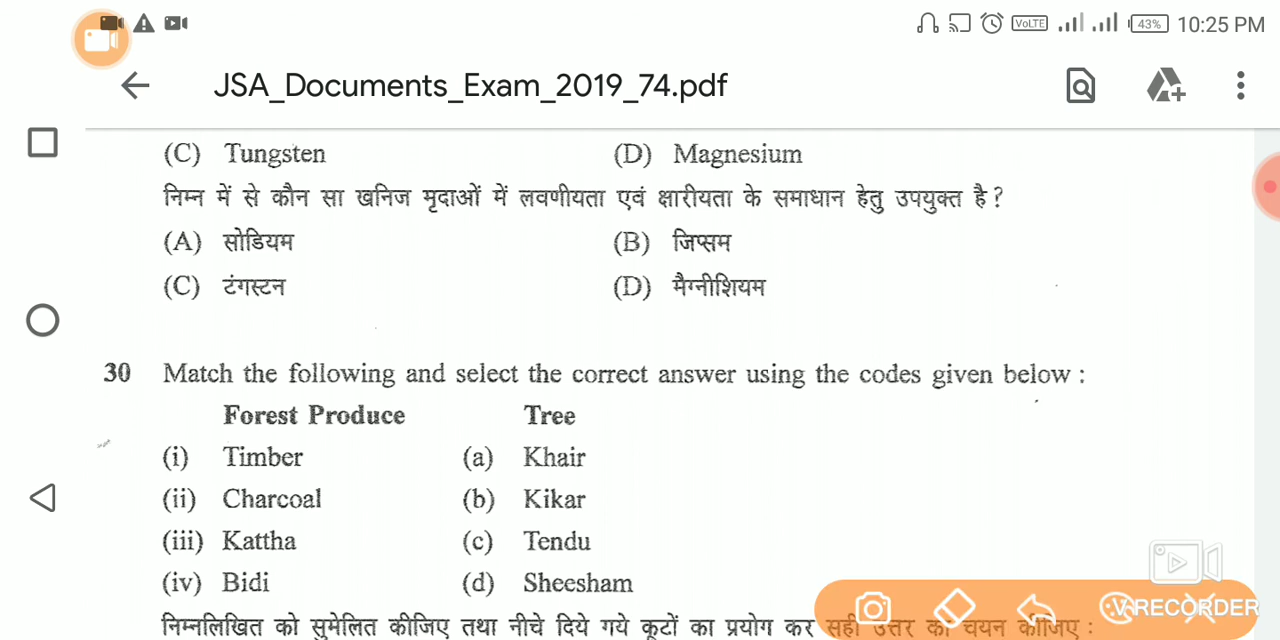 VoLTE 43% 10:25 PM
JSA_Documents_Exam_2019_74.pdf
(C) Tungsten (D) Magnesium
निम्न में से कौन सा खनिज मृदाओं में लवणीयता एवं क्षारीयता के समाधान हेतु उपयुक्त है ?
(A) सोडियम (B) जिप्सम
(C) टंगस्टन (D) मैग्नीशियम
30 Match the following and select the correct answer using the codes given below :
Forest Produce Tree
(i) Timber (a) Khair
(ii) Charcoal (b) Kikar
(iii) Kattha (c) Tendu
(iv) Bidi (d) Sheesham
निम्नलिखित को सुमेलित कीजिए तथा नीचे दिये गये कूटों का प्रयोग कर सही उत्तर का चयन कीजिए :
V RECORDER